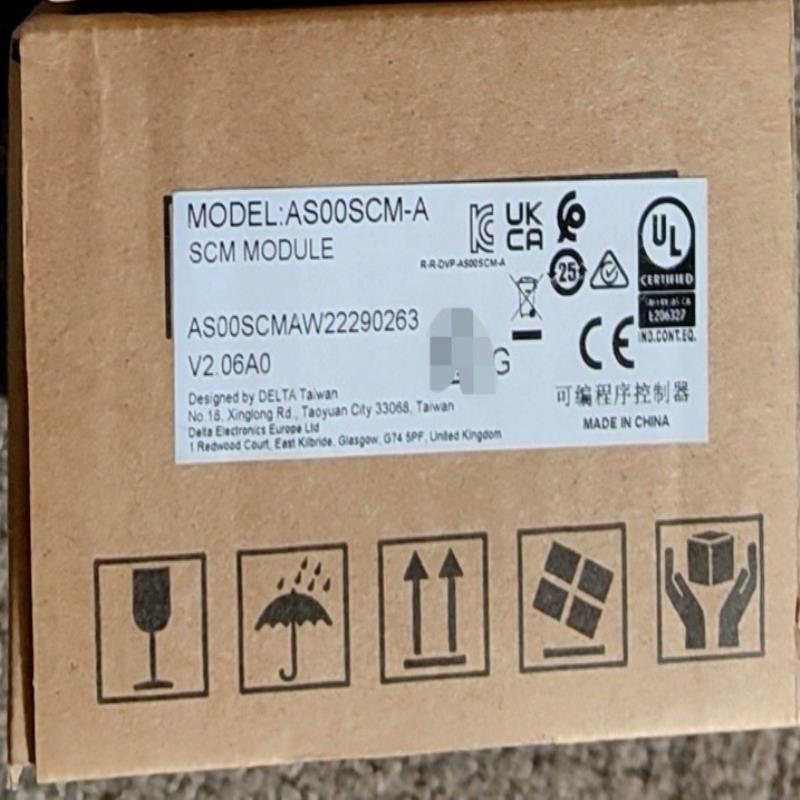 MODEL:AS00SCM-A
SCM MODULE
UK
CA
R-R-DVP-AS00SCM-A
25
UL
CERTIFIED
E206327
IND.CONT.EQ.
AS00SCMAW22290263
V2.06A0
G
CE
Designed by DELTA Taiwan
No.18, Xinglong Rd., Taoyuan City 33068, Taiwan
Delta Electronics Europe Ltd
1 Redwood Court, East Kilbride, Glasgow, G74 5PF, United Kingdom
可编程序控制器
MADE IN CHINA